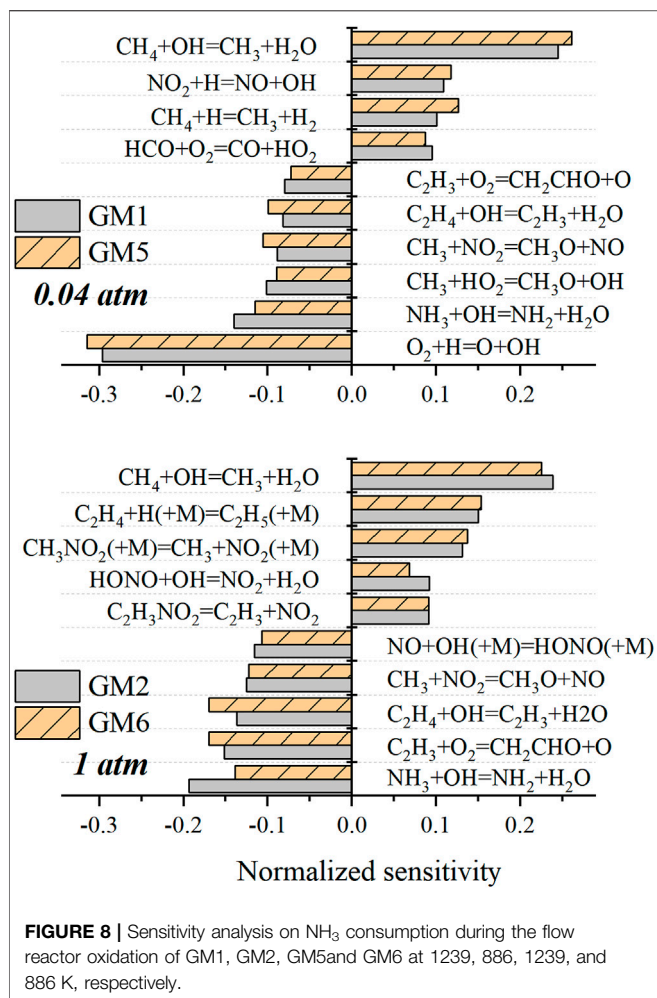 CH₄+OH=CH₃+H₂O
NO₂+H=NO+OH
CH₄+H=CH₃+H₂
HCO+O₂=CO+HO₂
C₂H₃+O₂=CH₂CHO+O
C₂H₄+OH=C₂H₃+H₂O
CH₃+NO₂=CH₃O+NO
CH₃+HO₂=CH₃O+OH
NH₃+OH=NH₂+H₂O
O₂+H=O+OH
GM1
GM5
0.04 atm
-0.3 -0.2 -0.1 0.0 0.1 0.2
CH₄+OH=CH₃+H₂O
C₂H₄+H(+M)=C₂H₅(+M)
CH₃NO₂(+M)=CH₃+NO₂(+M)
HONO+OH=NO₂+H₂O
C₂H₃NO₂=C₂H₃+NO₂
NO+OH(+M)=HONO(+M)
CH₃+NO₂=CH₃O+NO
C₂H₄+OH=C₂H₃+H2O
C₂H₃+O₂=CH₂CHO+O
NH₃+OH=NH₂+H₂O
GM2
GM6
1 atm
-0.3 -0.2 -0.1 0.0 0.1 0.2
Normalized sensitivity
FIGURE 8 | Sensitivity analysis on NH₃ consumption during the flow
reactor oxidation of GM1, GM2, GM5and GM6 at 1239, 886, 1239, and
886 K, respectively.